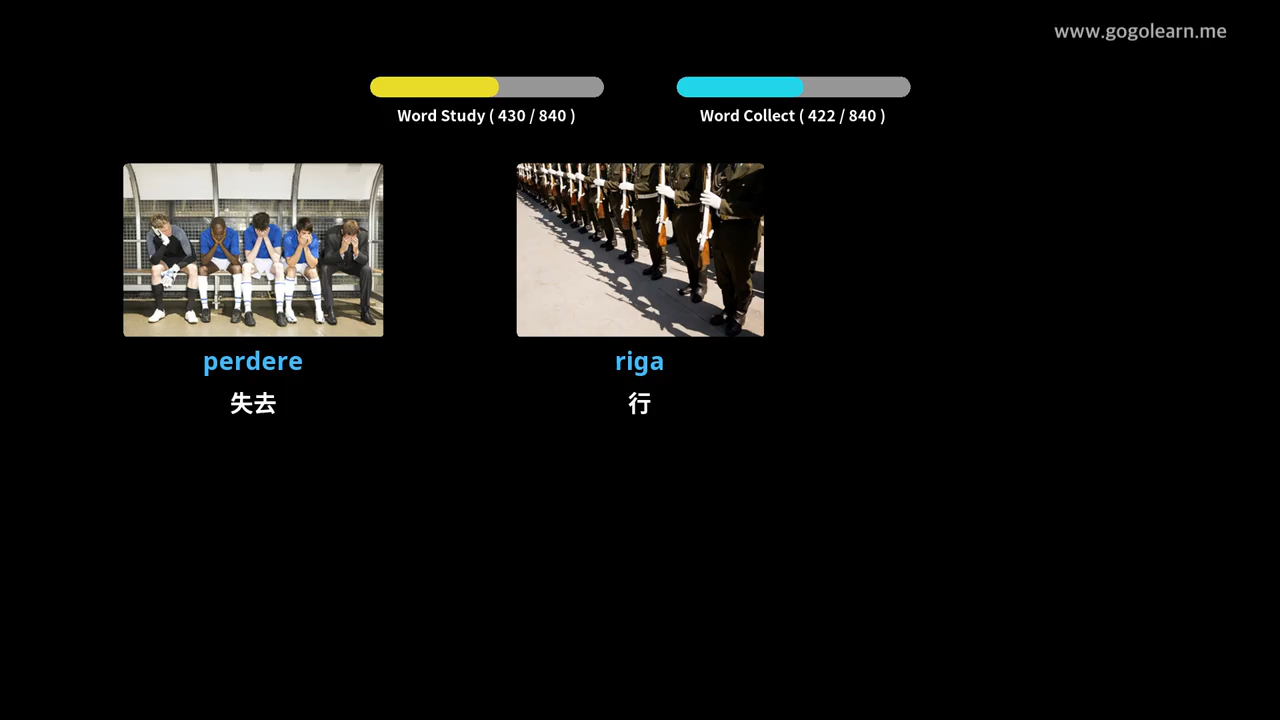 www.gogolearn.me
Word Study ( 430 / 840 )
Word Collect ( 422 / 840 )
perdere
失去
riga
行